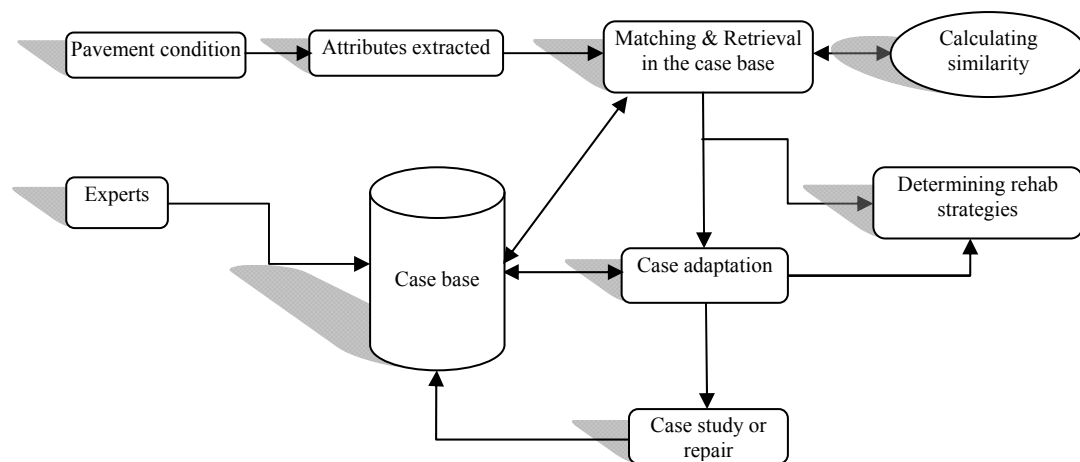 Pavement condition
Attributes extracted
Matching & Retrieval
in the case base
Calculating
similarity
Experts
Determining rehab
strategies
Case base
Case adaptation
Case study or
repair